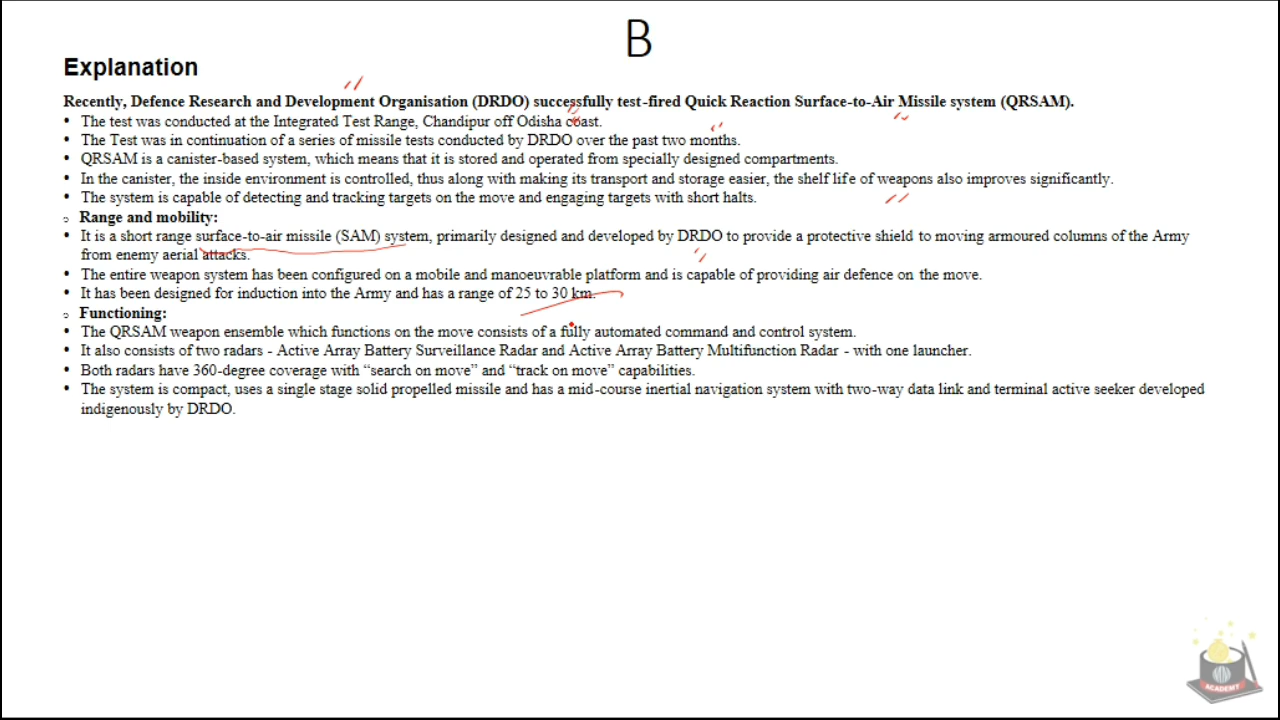 B
Explanation
Recently, Defence Research and Development Organisation (DRDO) successfully test-fired Quick Reaction Surface-to-Air Missile system (QRSAM).
• The test was conducted at the Integrated Test Range, Chandipur off Odisha coast.
• The Test was in continuation of a series of missile tests conducted by DRDO over the past two months.
• QRSAM is a canister-based system, which means that it is stored and operated from specially designed compartments.
• In the canister, the inside environment is controlled, thus along with making its transport and storage easier, the shelf life of weapons also improves significantly.
• The system is capable of detecting and tracking targets on the move and engaging targets with short halts.
Range and mobility:
• It is a short range surface-to-air missile (SAM) system, primarily designed and developed by DRDO to provide a protective shield to moving armoured columns of the Army
from enemy aerial attacks.
• The entire weapon system has been configured on a mobile and manoeuvrable platform and is capable of providing air defence on the move.
• It has been designed for induction into the Army and has a range of 25 to 30 km.
Functioning:
• The QRSAM weapon ensemble which functions on the move consists of a fully automated command and control system.
• It also consists of two radars - Active Array Battery Surveillance Radar and Active Array Battery Multifunction Radar - with one launcher.
• Both radars have 360-degree coverage with “search on move” and “track on move” capabilities.
• The system is compact, uses a single stage solid propelled missile and has a mid-course inertial navigation system with two-way data link and terminal active seeker developed
indigenously by DRDO.
ACADEMY